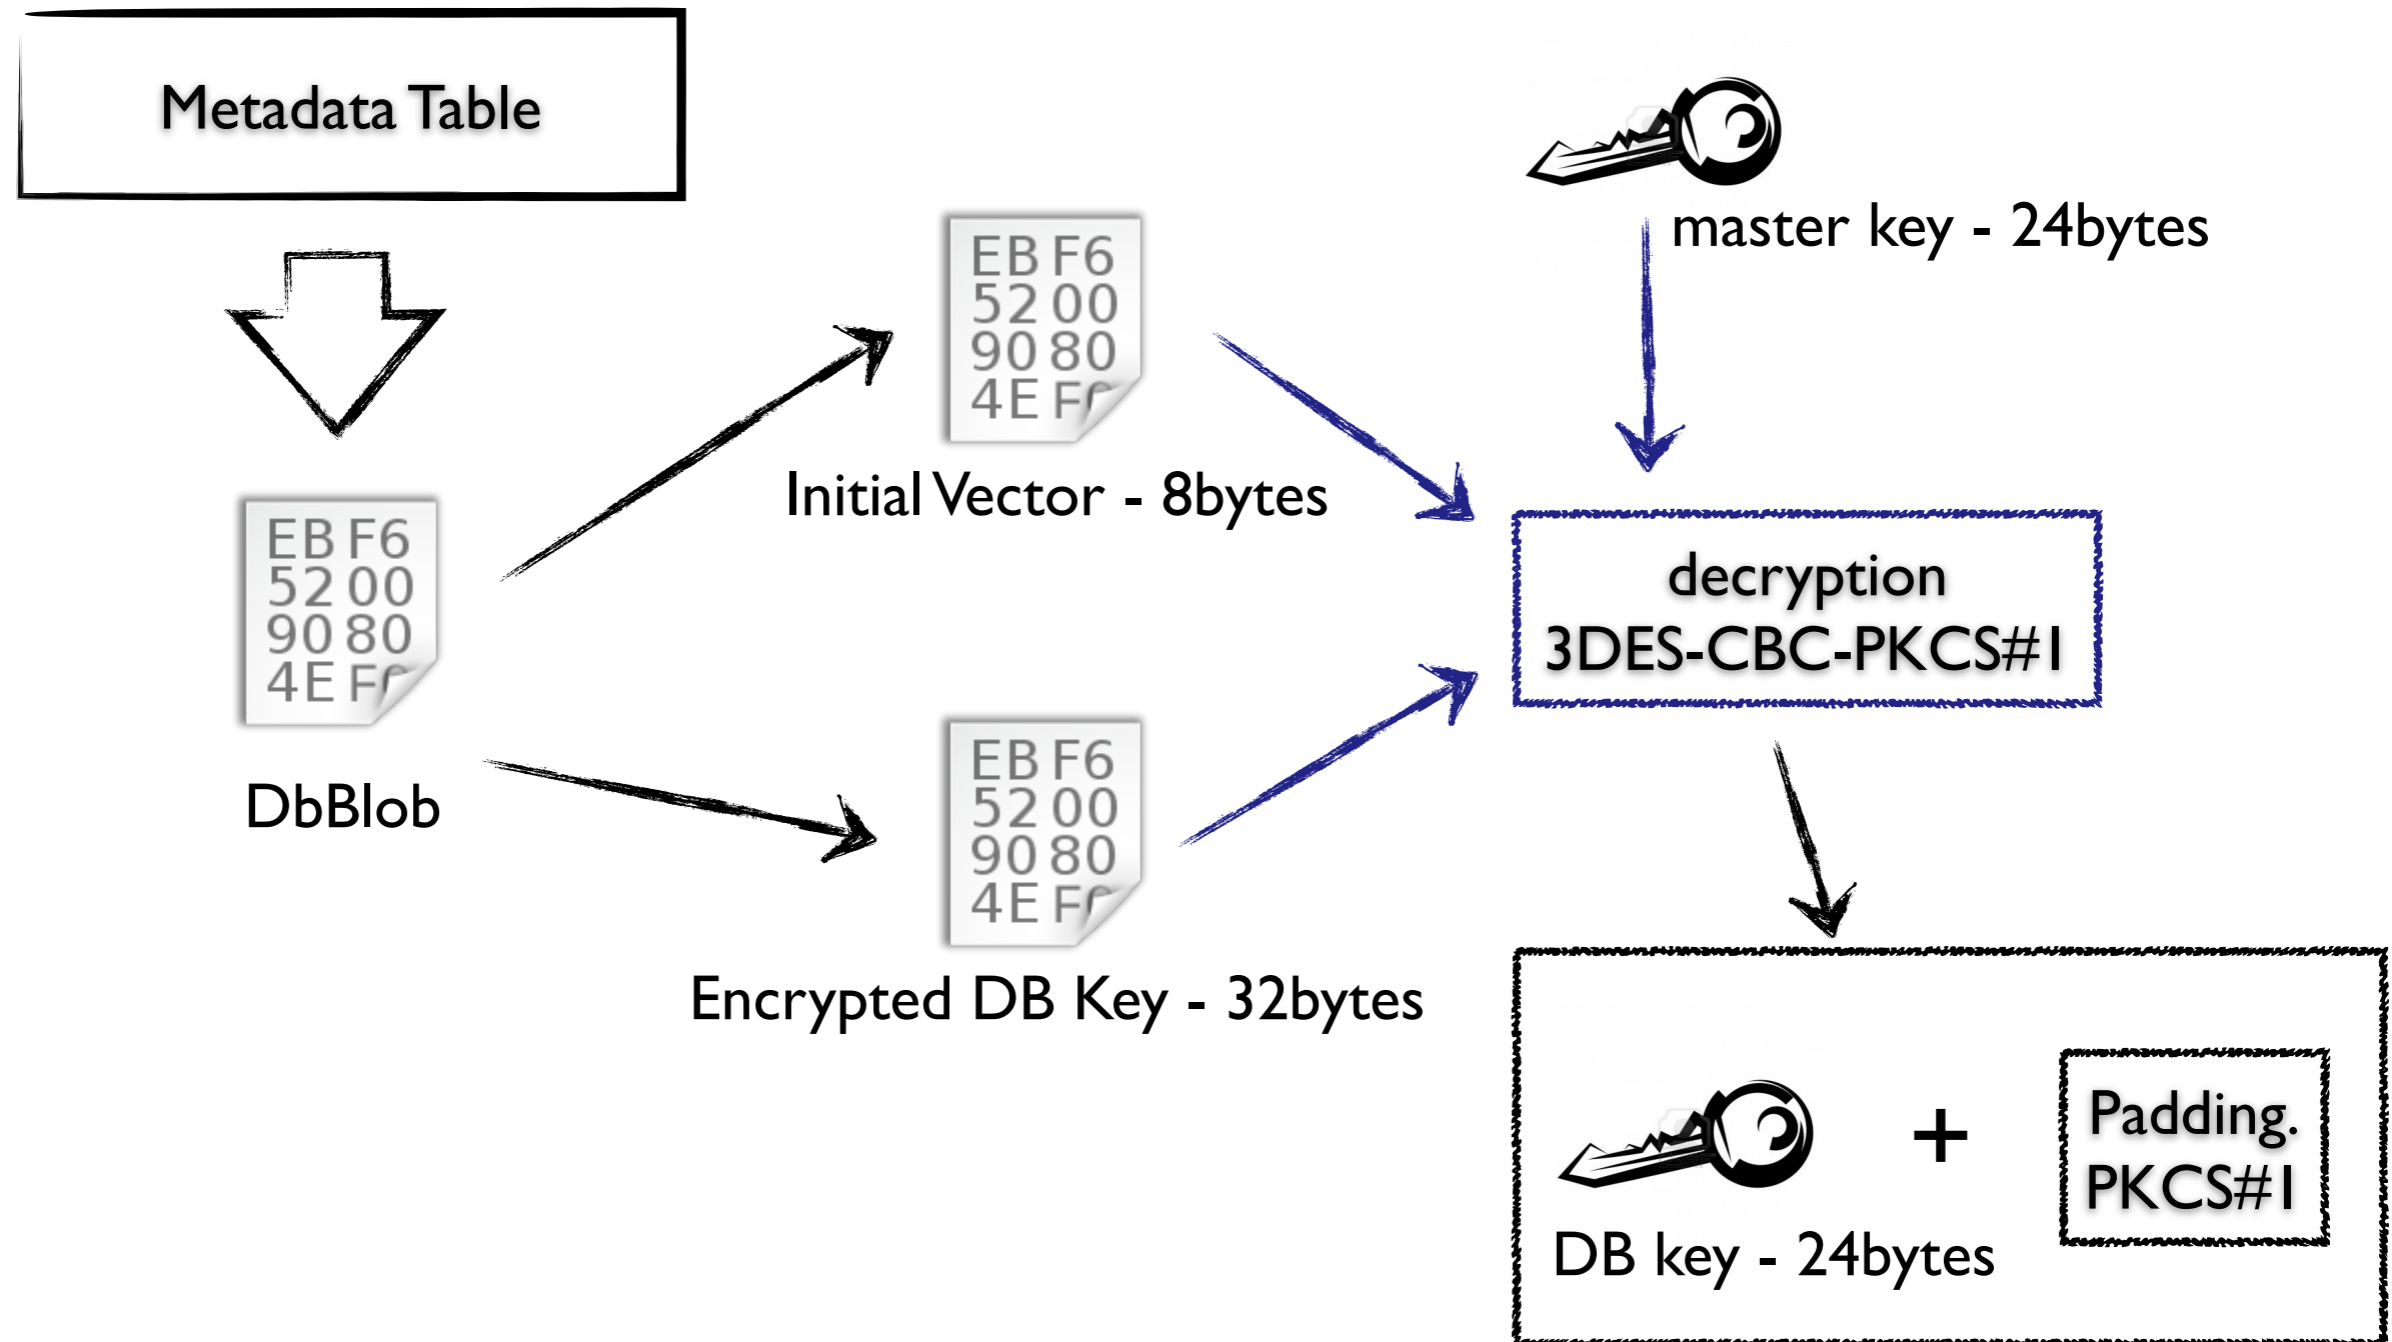 Metadata Table
master key - 24bytes
EB F6
52 00
90 80
4E
Initial Vector - 8bytes
EB F6
52 00
90 80
4E
DbBlob
decryption
3DES-CBC-PKCS#1
EB F6
52 00
90 80
4E
Encrypted DB Key - 32bytes
+
Padding.
PKCS#1
DB key - 24bytes